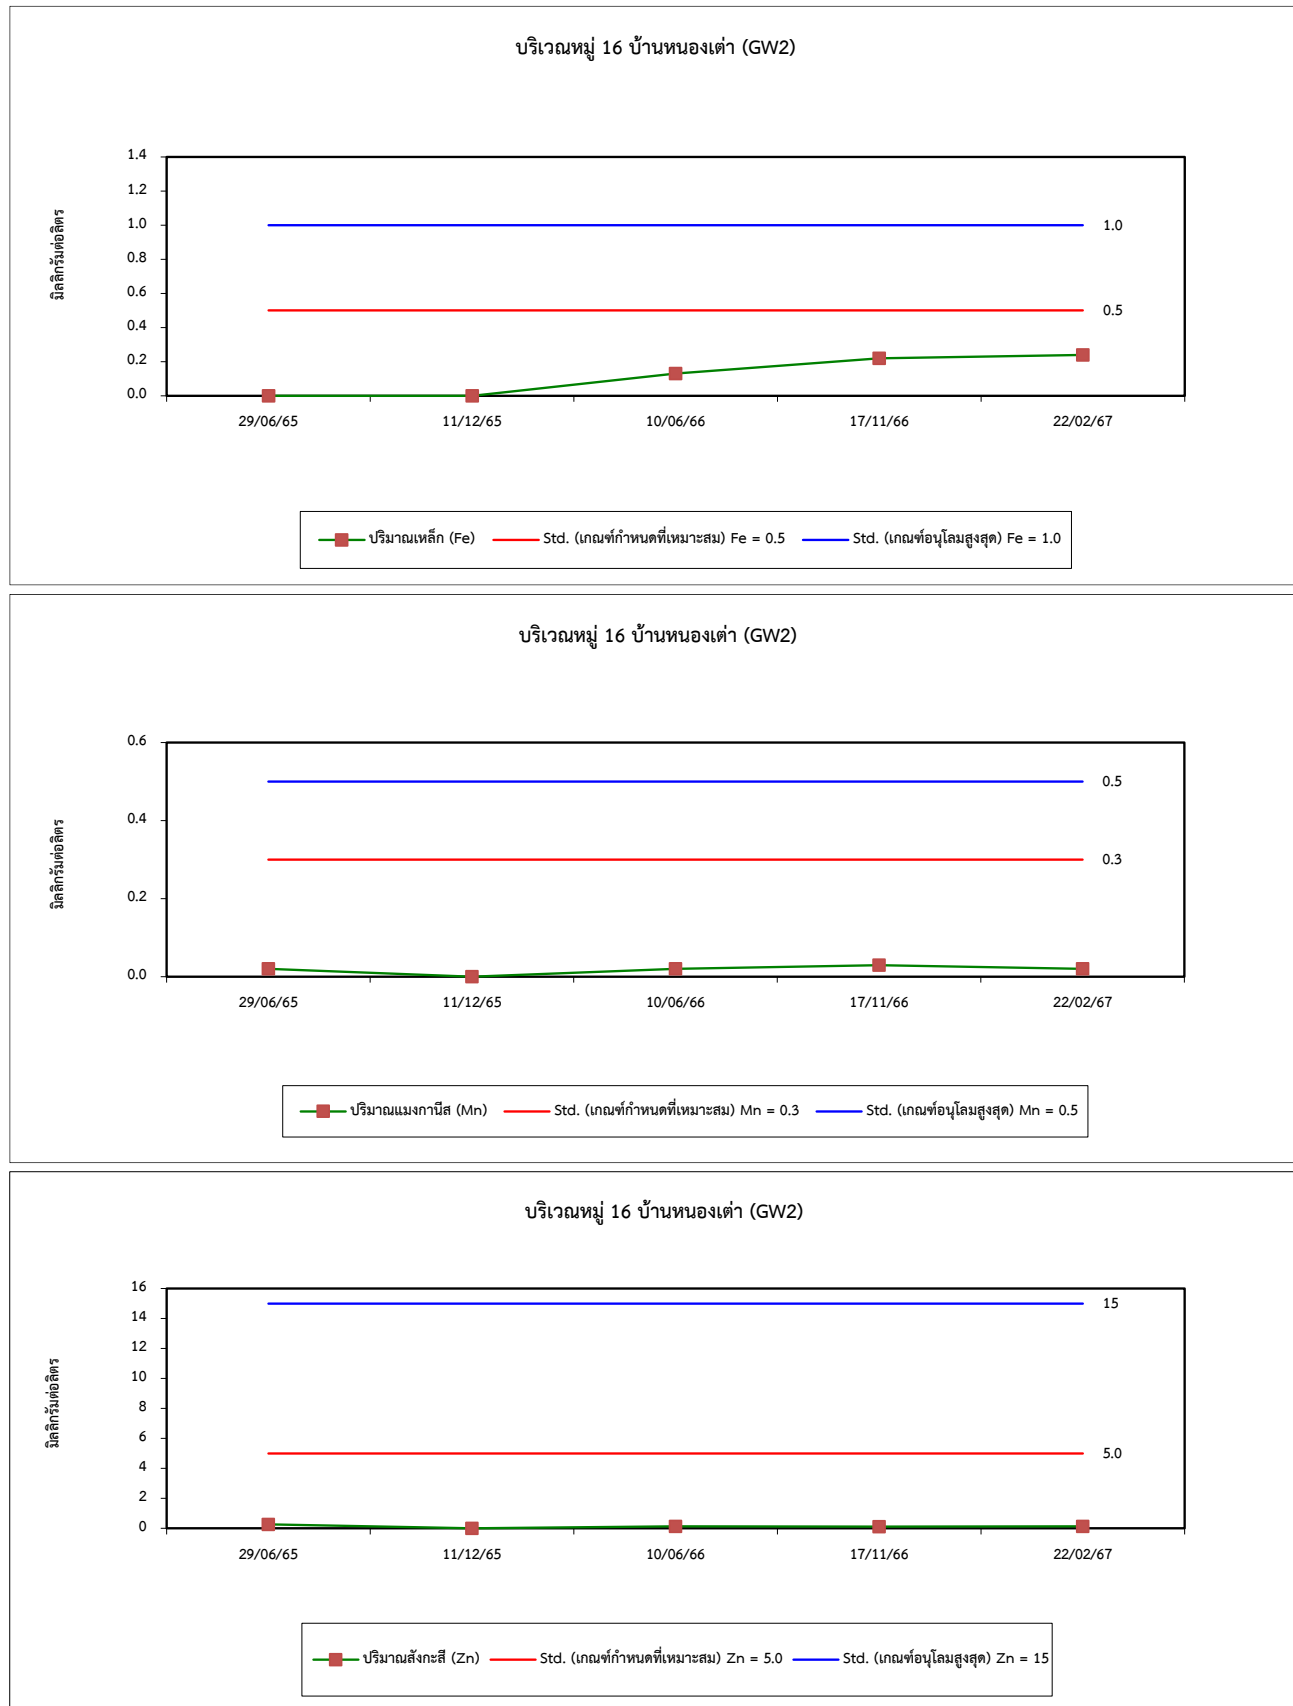 บริเวณหมู่ 16 บ้านหนองเต่า (GW2)
มิลลิกรัมต่อลิตร
1.4
1.2
1.0
0.8
0.6
0.4
0.2
0.0
1.0
0.5
29/06/65 11/12/65 10/06/66 17/11/66 22/02/67
ปริมาณเหล็ก (Fe) Std. (เกณฑ์กำหนดที่เหมาะสม) Fe = 0.5 Std. (เกณฑ์อนุโลมสูงสุด) Fe = 1.0
บริเวณหมู่ 16 บ้านหนองเต่า (GW2)
มิลลิกรัมต่อลิตร
0.6
0.4
0.2
0.0
0.5
0.3
29/06/65 11/12/65 10/06/66 17/11/66 22/02/67
ปริมาณแมงกานีส (Mn) Std. (เกณฑ์กำหนดที่เหมาะสม) Mn = 0.3 Std. (เกณฑ์อนุโลมสูงสุด) Mn = 0.5
บริเวณหมู่ 16 บ้านหนองเต่า (GW2)
มิลลิกรัมต่อลิตร
16
14
12
10
8
6
4
2
0
15
5.0
29/06/65 11/12/65 10/06/66 17/11/66 22/02/67
ปริมาณสังกะสี (Zn) Std. (เกณฑ์กำหนดที่เหมาะสม) Zn = 5.0 Std. (เกณฑ์อนุโลมสูงสุด) Zn = 15